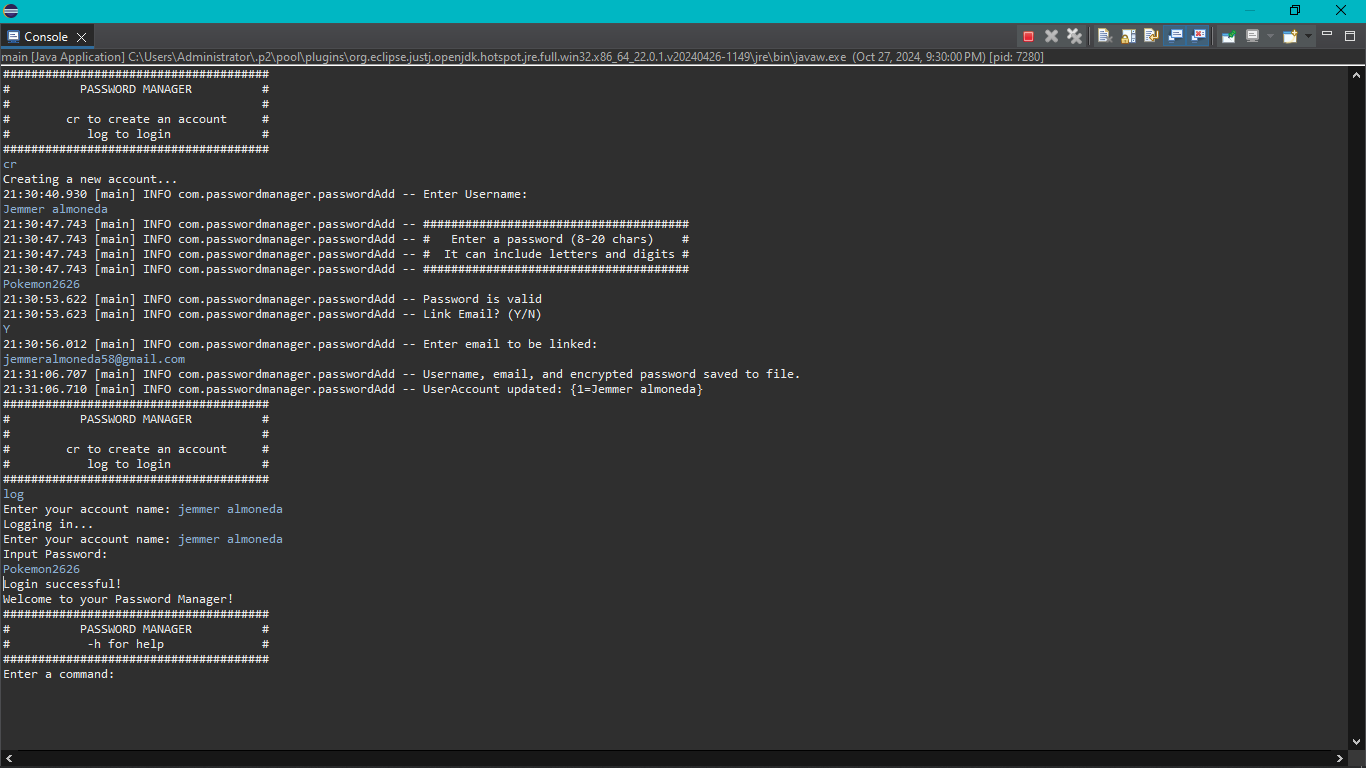 Console
main [Java Application] C:\Users\Administrator\.p2\pool\plugins\org.eclipse.justj.openjdk.hotspot.jre.full.win32.x86_64_22.0.1.v20240426-1149\jre\bin\javaw.exe  (Oct 27, 2024, 9:30:00 PM) [pid: 7280]
######################################
#          PASSWORD MANAGER          #
#                                    #
#        cr to create an account     #
#           log to login             #
######################################
cr
Creating a new account...
21:30:40.930 [main] INFO com.passwordmanager.passwordAdd -- Enter Username:
Jemmer almoneda
21:30:47.743 [main] INFO com.passwordmanager.passwordAdd -- ######################################
21:30:47.743 [main] INFO com.passwordmanager.passwordAdd -- #   Enter a password (8-20 chars)    #
21:30:47.743 [main] INFO com.passwordmanager.passwordAdd -- #  It can include letters and digits #
21:30:47.743 [main] INFO com.passwordmanager.passwordAdd -- ######################################
Pokemon2626
21:30:53.622 [main] INFO com.passwordmanager.passwordAdd -- Password is valid
21:30:53.623 [main] INFO com.passwordmanager.passwordAdd -- Link Email? (Y/N)
Y
21:30:56.012 [main] INFO com.passwordmanager.passwordAdd -- Enter email to be linked:
jemmeralmoneda58@gmail.com
21:31:06.707 [main] INFO com.passwordmanager.passwordAdd -- Username, email, and encrypted password saved to file.
21:31:06.710 [main] INFO com.passwordmanager.passwordAdd -- UserAccount updated: {1=Jemmer almoneda}
######################################
#          PASSWORD MANAGER          #
#                                    #
#        cr to create an account     #
#           log to login             #
######################################
log
Enter your account name: jemmer almoneda
Logging in...
Enter your account name: jemmer almoneda
Input Password:
Pokemon2626
Login successful!
Welcome to your Password Manager!
######################################
#          PASSWORD MANAGER          #
#           -h for help              #
######################################
Enter a command: